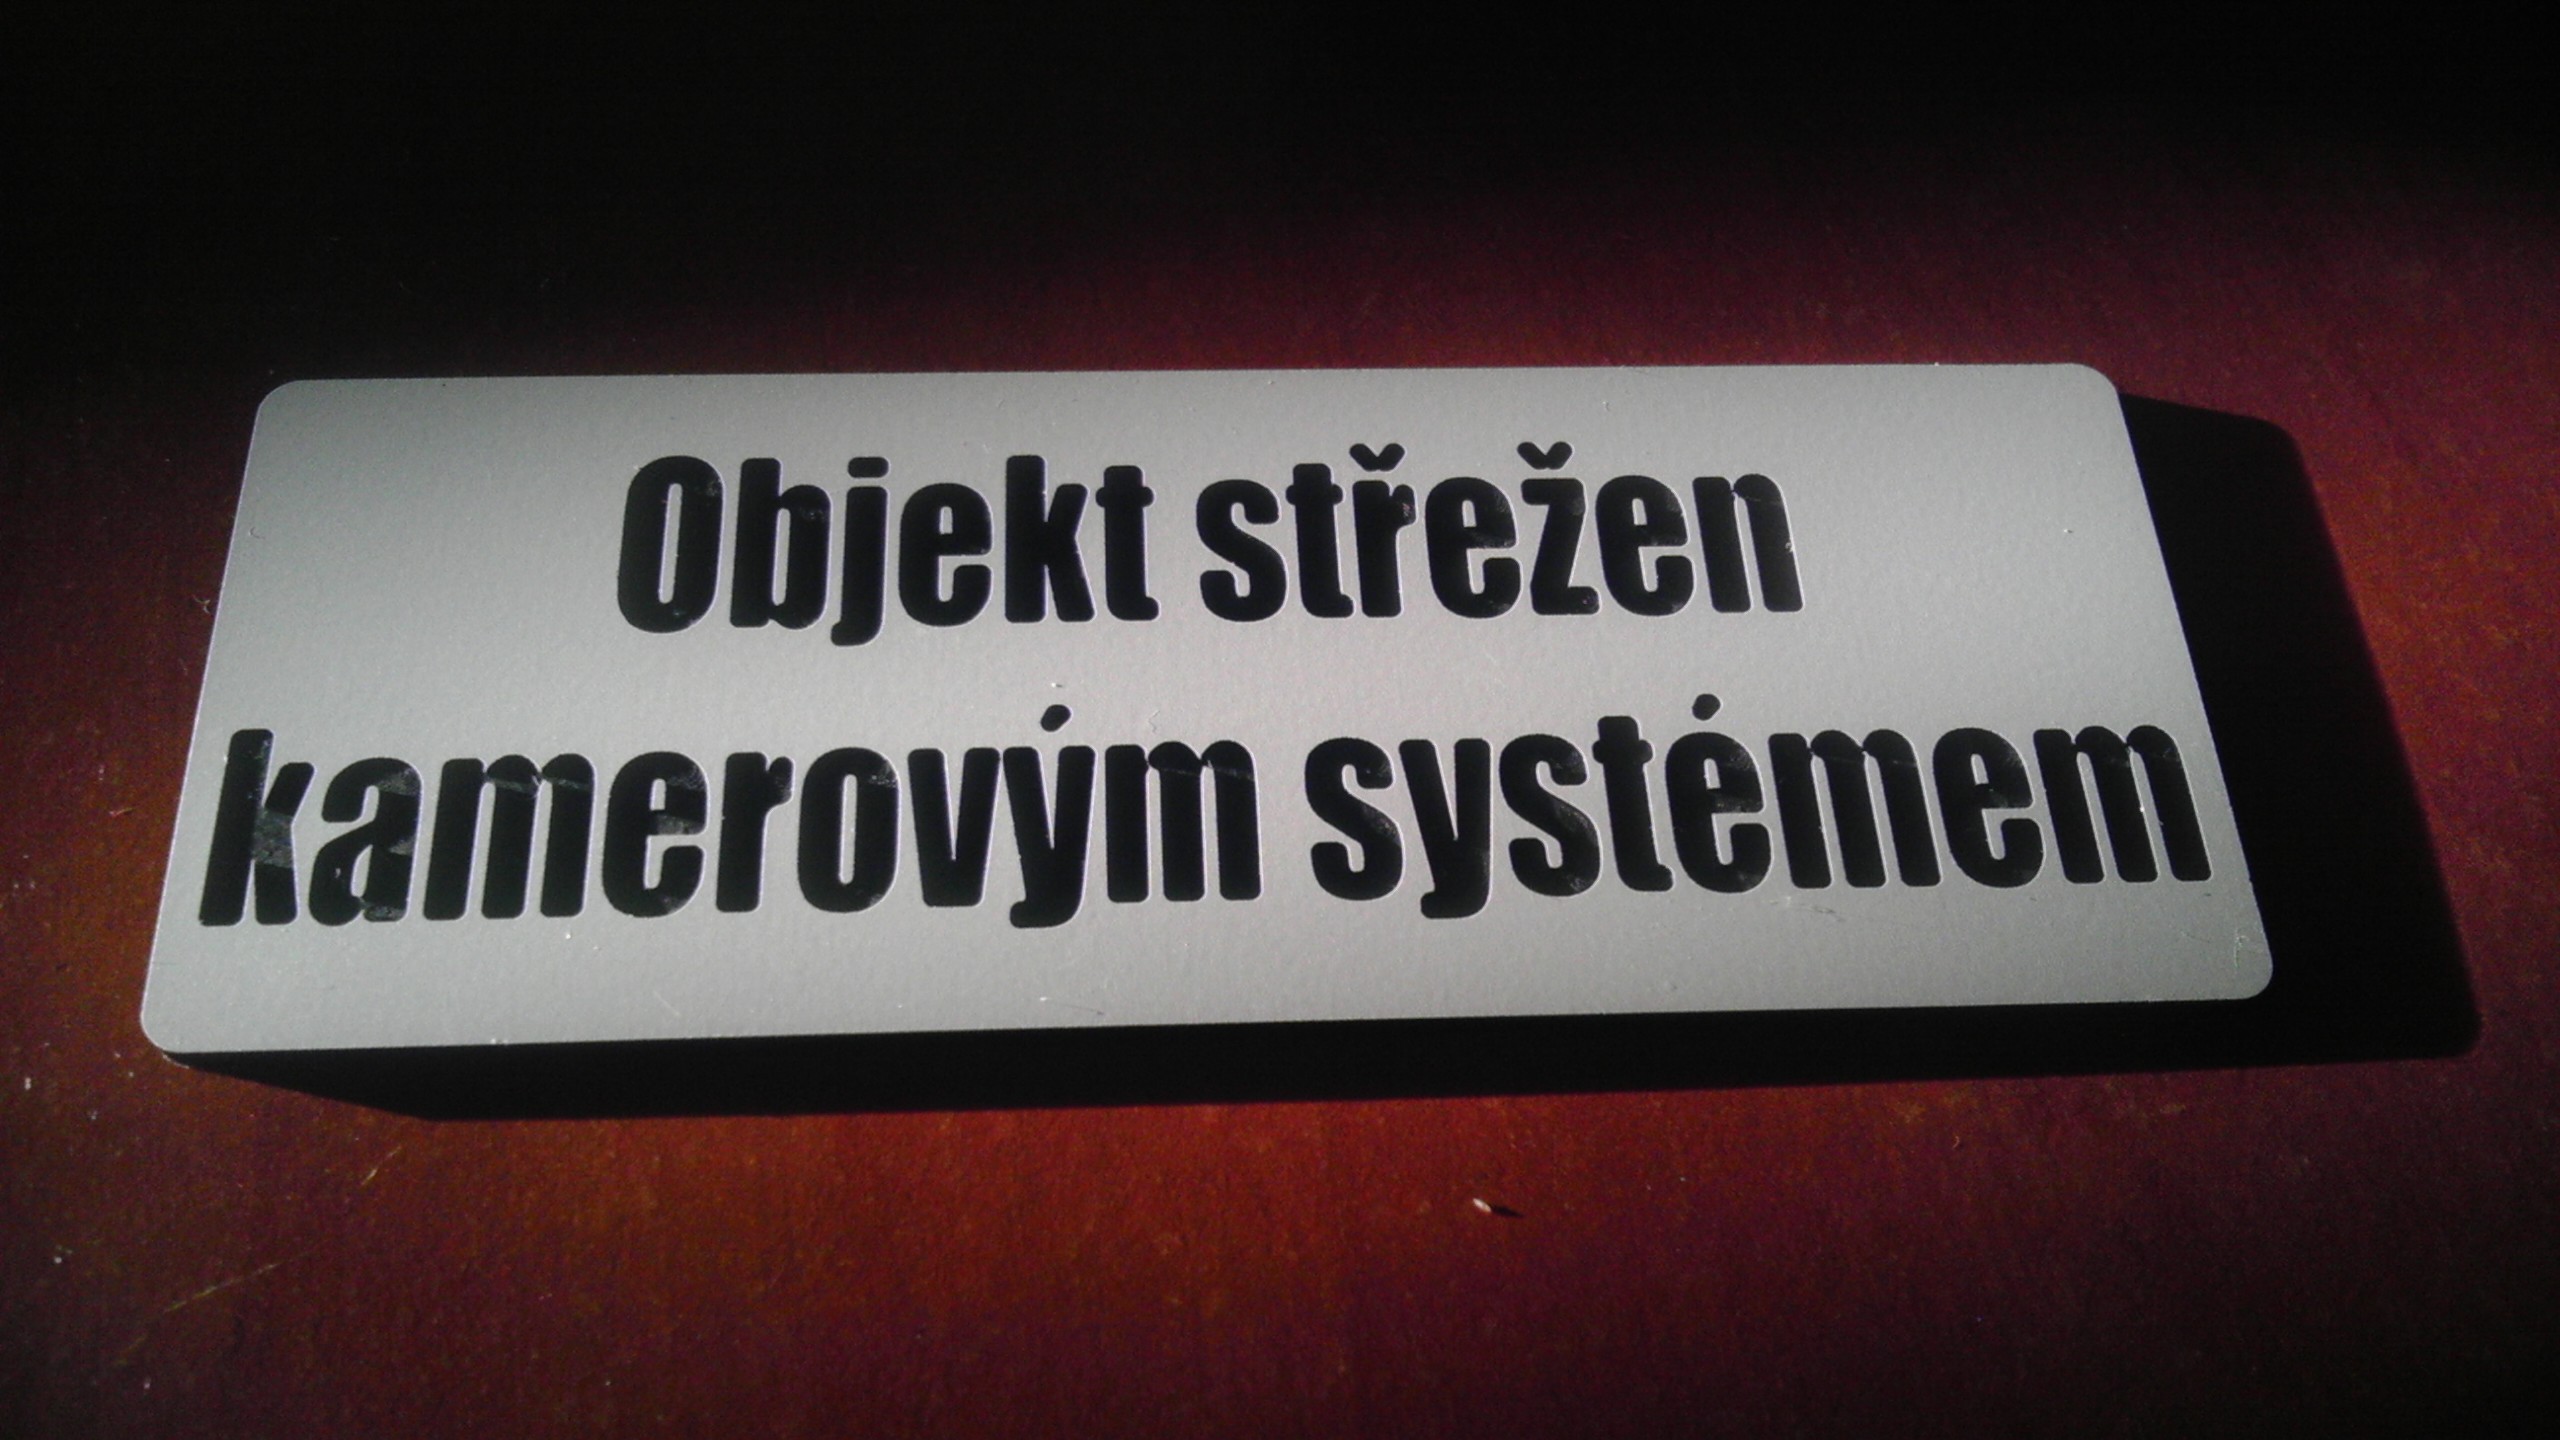 Objekt střežen
kamerovým systémem